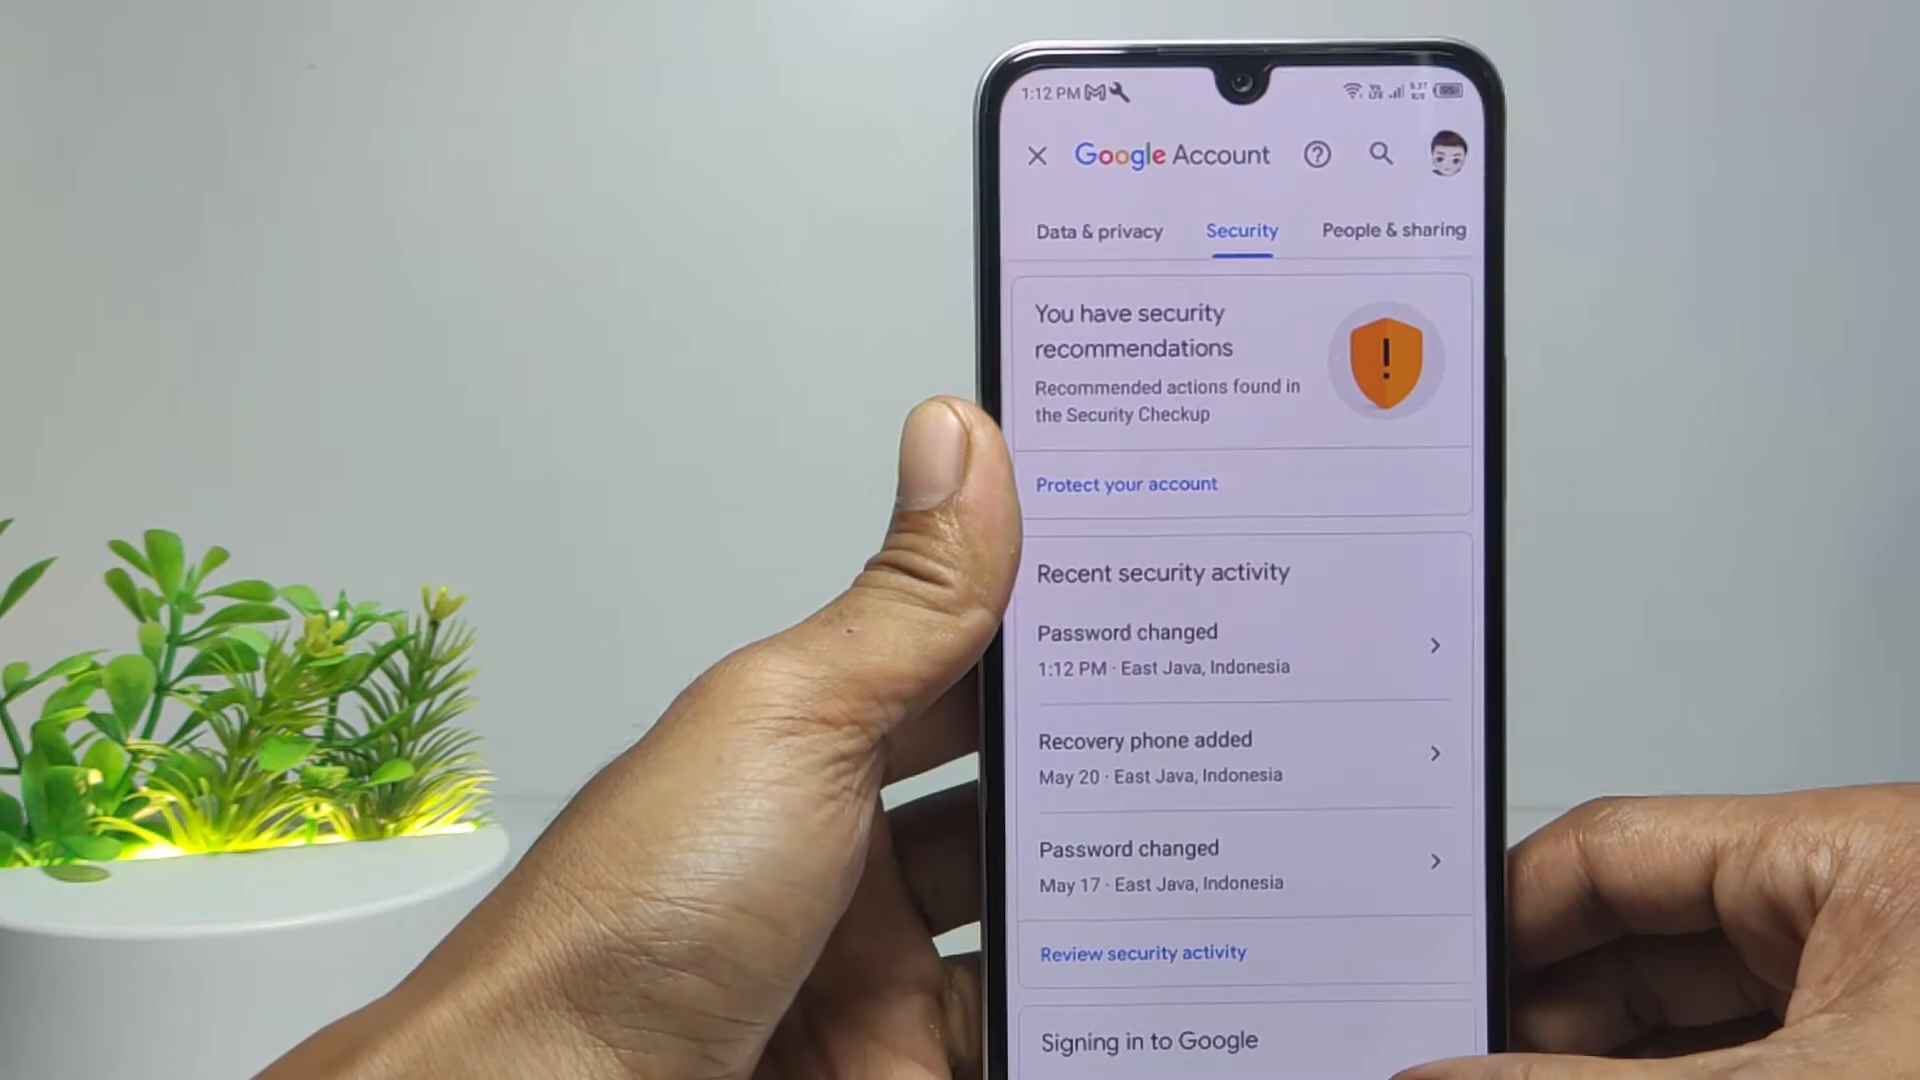 1:12 PM
Google Account
Data & privacy Security People & sharing
You have security
recommendations
Recommended actions found in
the Security Checkup
Protect your account
Recent security activity
Password changed
1:12 PM · East Java, Indonesia
Recovery phone added
May 20 · East Java, Indonesia
Password changed
May 17 · East Java, Indonesia
Review security activity
Signing in to Google